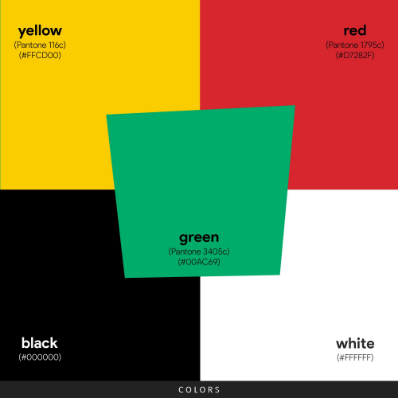 yellow
(Pantone 116c)
(#FFCD00)
red
(Pantone 1795c)
(#D7282F)
green
(Pantone 3405c)
(#00AC69)
black
(#000000)
white
(#FFFFFF)
COLORS